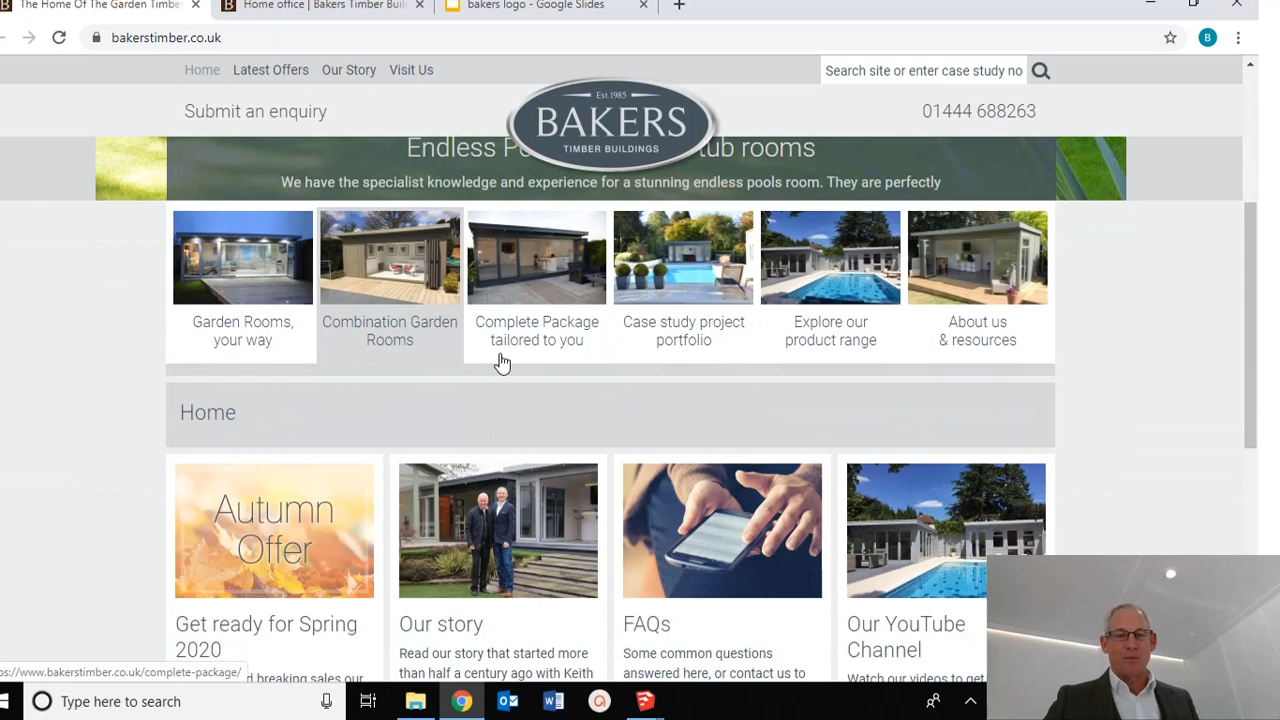 The Home Of The Garden Timbe
Home office | Bakers Timber Buil
bakers logo - Google Slides
bakerstimber.co.uk
B
Home
Latest Offers
Our Story
Visit Us
Search site or enter case study no
Submit an enquiry
Est.1985
BAKERS
TIMBER BUILDINGS
01444 688263
Endless Po tub rooms
We have the specialist knowledge and experience for a stunning endless pools room. They are perfectly
Garden Rooms,
your way
Combination Garden
Rooms
Complete Package
tailored to you
Case study project
portfolio
Explore our
product range
About us
& resources
Home
Autumn
Offer
Get ready for Spring
2020
d breaking sales our
Our story
Read our story that started more
than half a century ago with Keith
FAQs
Some common questions
answered here, or contact us to
Our YouTube
Channel
Watch our videos to get
ps://www.bakerstimber.co.uk/complete-package/
Type here to search